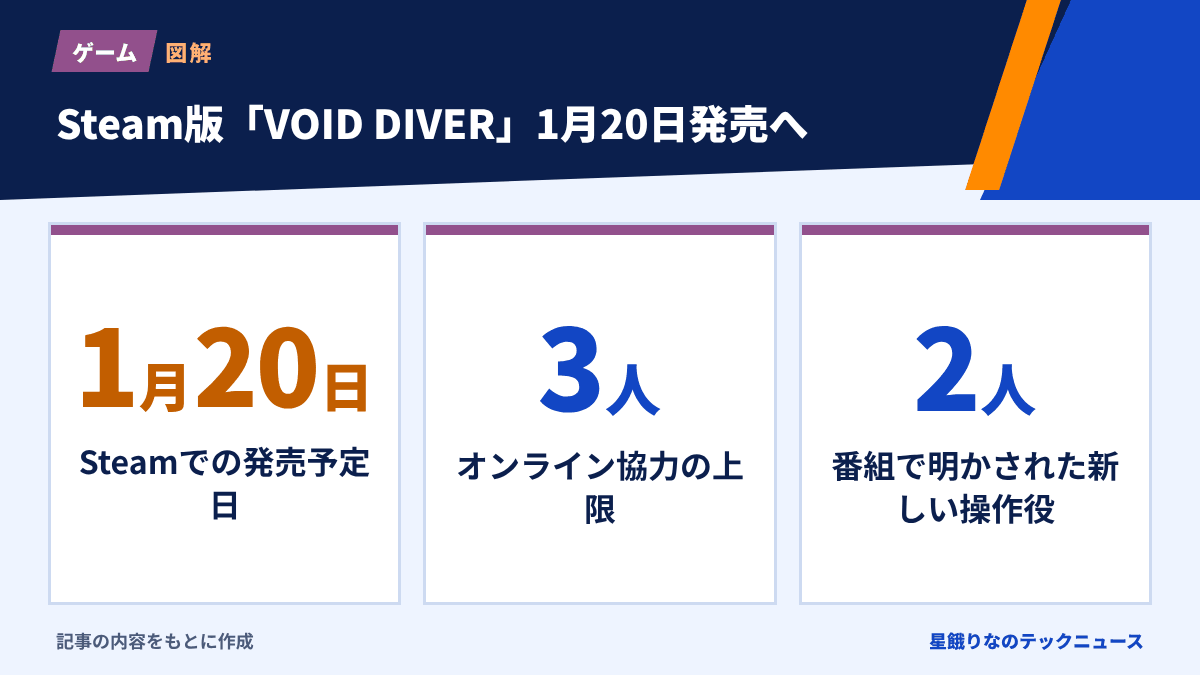 ゲーム 図解
Steam版「VOID DIVER」1月20日発売へ
1月20日
Steamでの発売予定
日
3人
オンライン協力の上
限
2人
番組で明かされた新
しい操作役
記事の内容をもとに作成
星餓りなのテックニュース